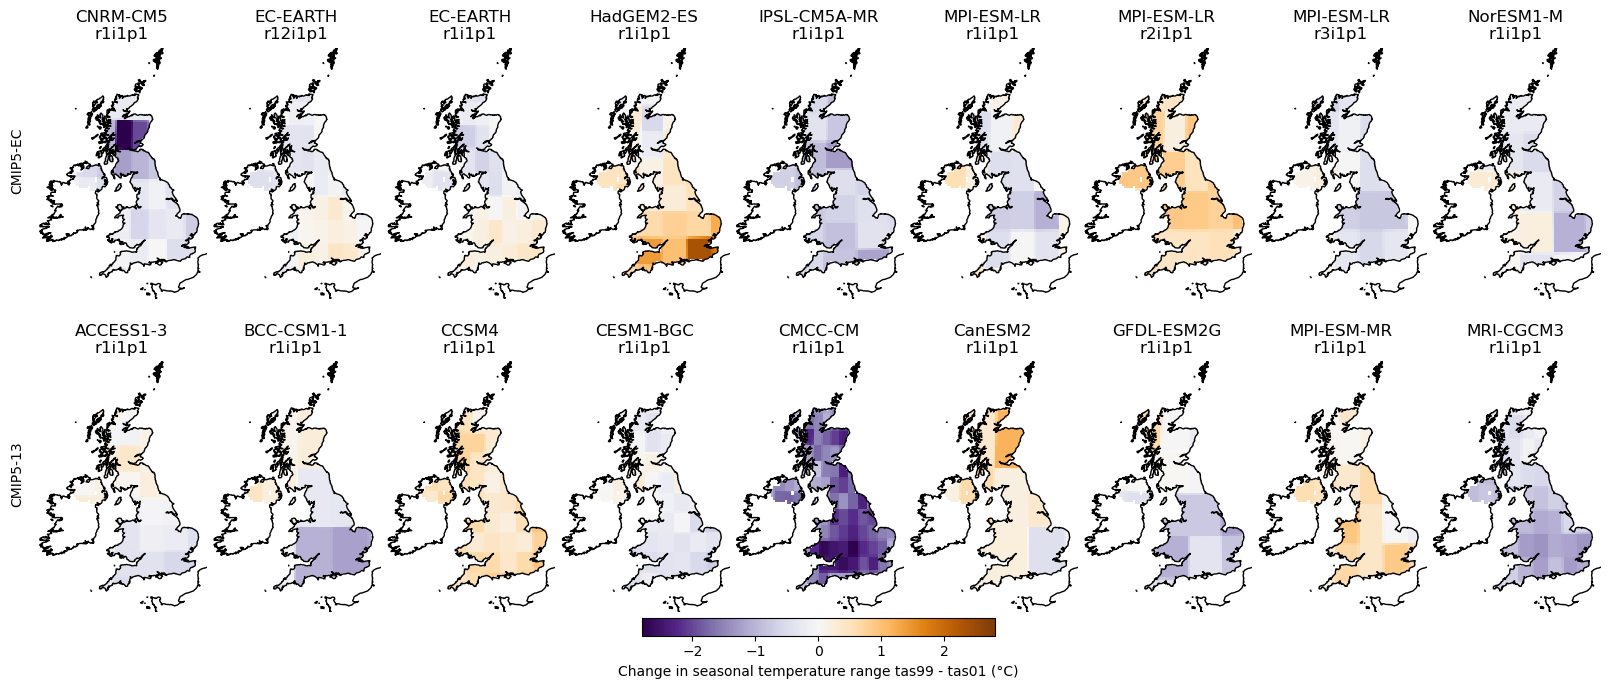 CNRM-CM5 EC-EARTH EC-EARTH HadGEM2-ES IPSL-CM5A-MR MPI-ESM-LR MPI-ESM-LR MPI-ESM-LR NorESM1-M
r1i1p1 r12i1p1 r1i1p1 r1i1p1 r1i1p1 r1i1p1 r2i1p1 r3i1p1 r1i1p1
CMIP5-EC
ACCESS1-3 BCC-CSM1-1 CCSM4 CESM1-BGC CMCC-CM CanESM2 GFDL-ESM2G MPI-ESM-MR MRI-CGCM3
r1i1p1 r1i1p1 r1i1p1 r1i1p1 r1i1p1 r1i1p1 r1i1p1 r1i1p1 r1i1p1
CMIP5-13
−2 −1 0 1 2
Change in seasonal temperature range tas99 - tas01 (°C)